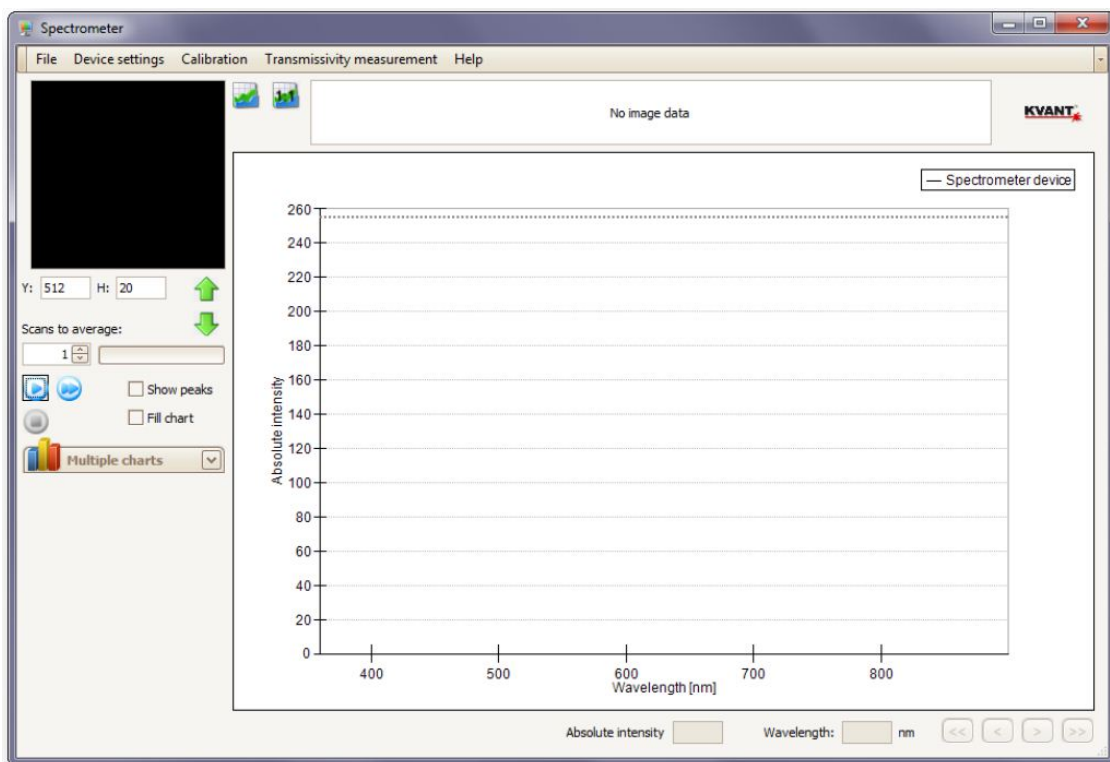 Spectrometer
File Device settings Calibration Transmissivity measurement Help
No image data
KVANT
Y: 512 H: 20
Scans to average:
1
Show peaks
Fill chart
Multiple charts
Spectrometer device
Absolute intensity
260
240
220
200
180
160
140
120
100
80
60
40
20
0
400 500 600 700 800
Wavelength [nm]
Absolute intensity Wavelength: nm << < > >>